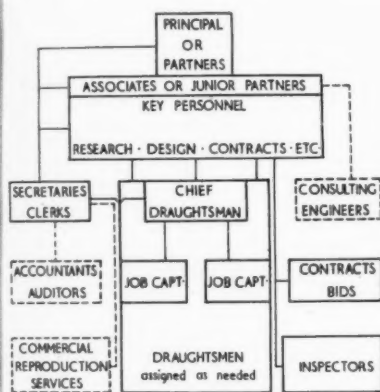 PRINCIPAL
OR
PARTNERS
ASSOCIATES OR JUNIOR PARTNERS
KEY PERSONNEL
RESEARCH · DESIGN · CONTRACTS · ETC·
SECRETARIES
CLERKS
CHIEF
DRAUGHTSMAN
CONSULTING
ENGINEERS
ACCOUNTANTS
AUDITORS
JOB CAPT·
JOB CAPT·
CONTRACTS
BIDS
COMMERCIAL
REPRODUCTION
SERVICES
DRAUGHTSMEN
assigned as needed
INSPECTORS